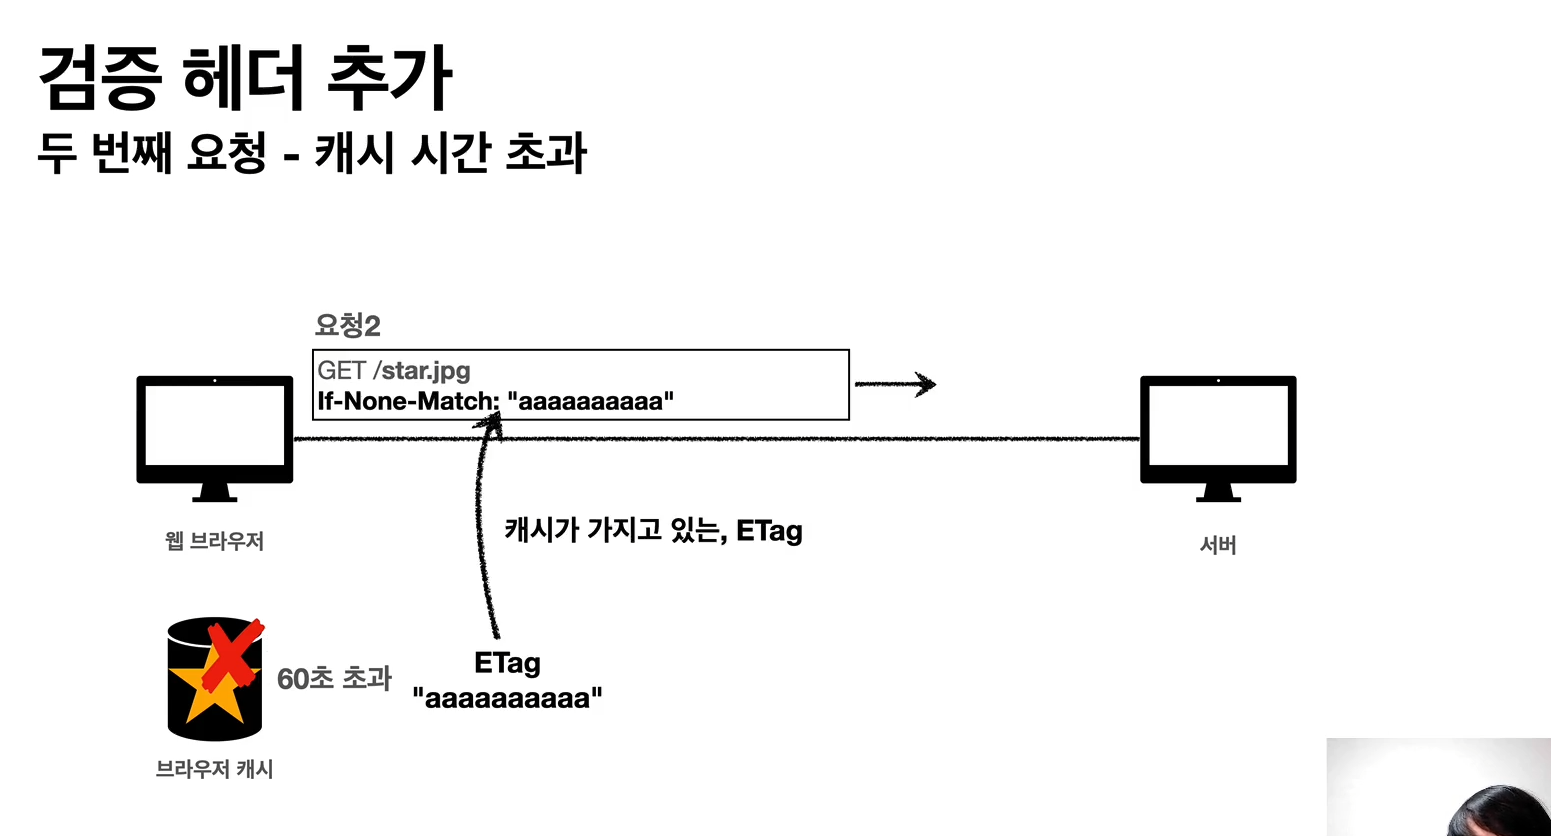 검증 헤더 추가
두 번째 요청 - 캐시 시간 초과
요청2
GET /star.jpg
If-None-Match: "aaaaaaaaaa"
웹 브라우저
캐시가 가지고 있는, ETag
서버
60초 초과
ETag
"aaaaaaaaaa"
브라우저 캐시